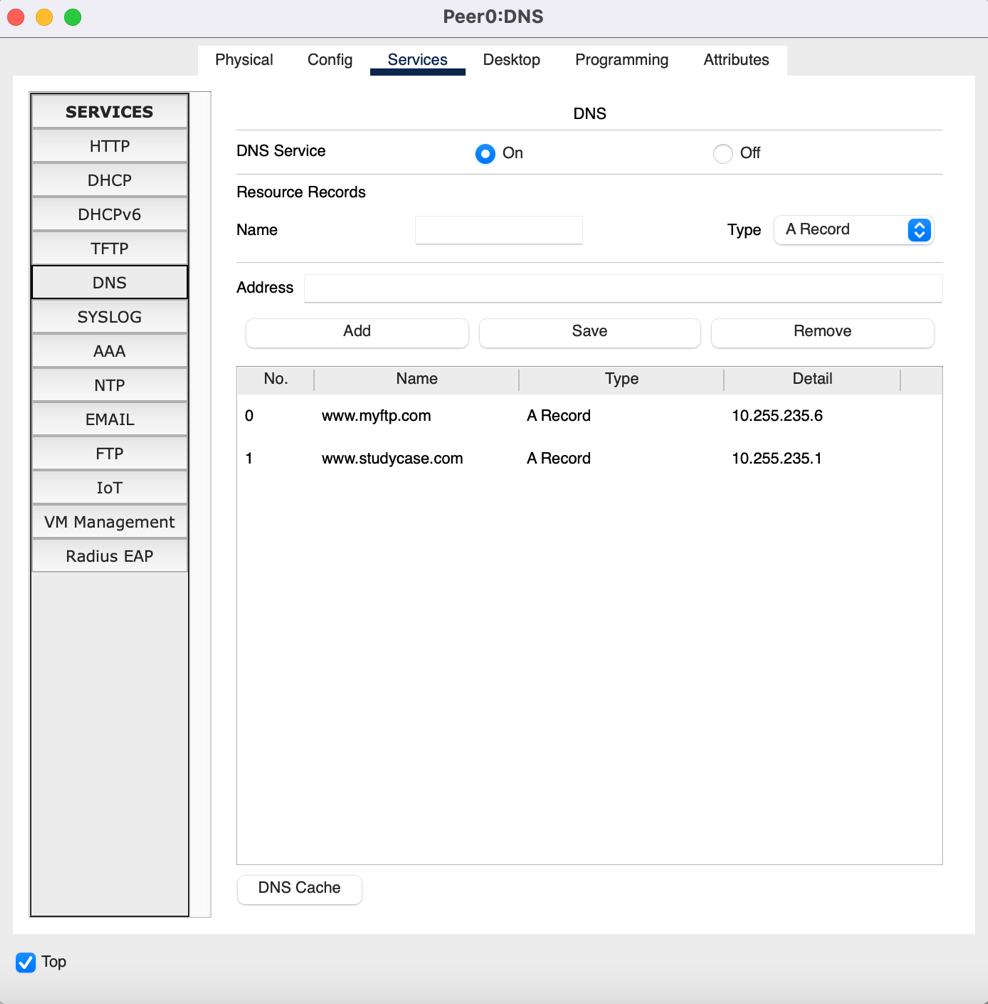 Peer0:DNS
Physical Config Services Desktop Programming Attributes
SERVICES
HTTP
DHCP
DHCPv6
TFTP
DNS
SYSLOG
AAA
NTP
EMAIL
FTP
IoT
VM Management
Radius EAP
DNS
DNS Service On Off
Resource Records
Name Type A Record
Address
Add Save Remove
No. Name Type Detail
0 www.myftp.com A Record 10.255.235.6
1 www.studycase.com A Record 10.255.235.1
DNS Cache
Top